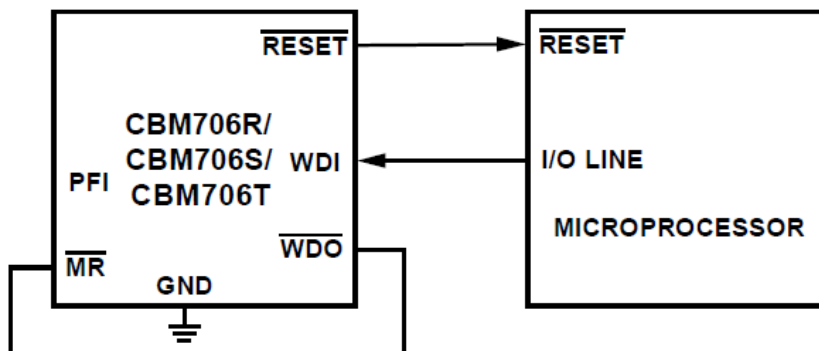 RESET
CBM706R/
CBM706S/
CBM706T
PFI
WDI
MR
WDO
GND
RESET
I/O LINE
MICROPROCESSOR